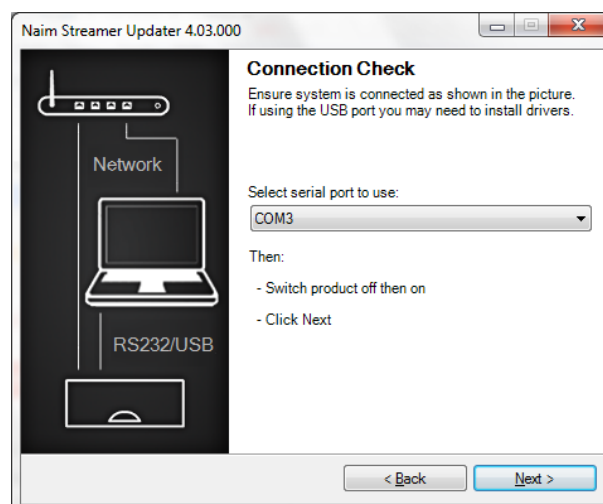 Naim Streamer Updater 4.03.000
Connection Check
Ensure system is connected as shown in the picture.
If using the USB port you may need to install drivers.
Network
Select serial port to use:
COM3
Then:
- Switch product off then on
- Click Next
RS232/USB
< Back
Next >